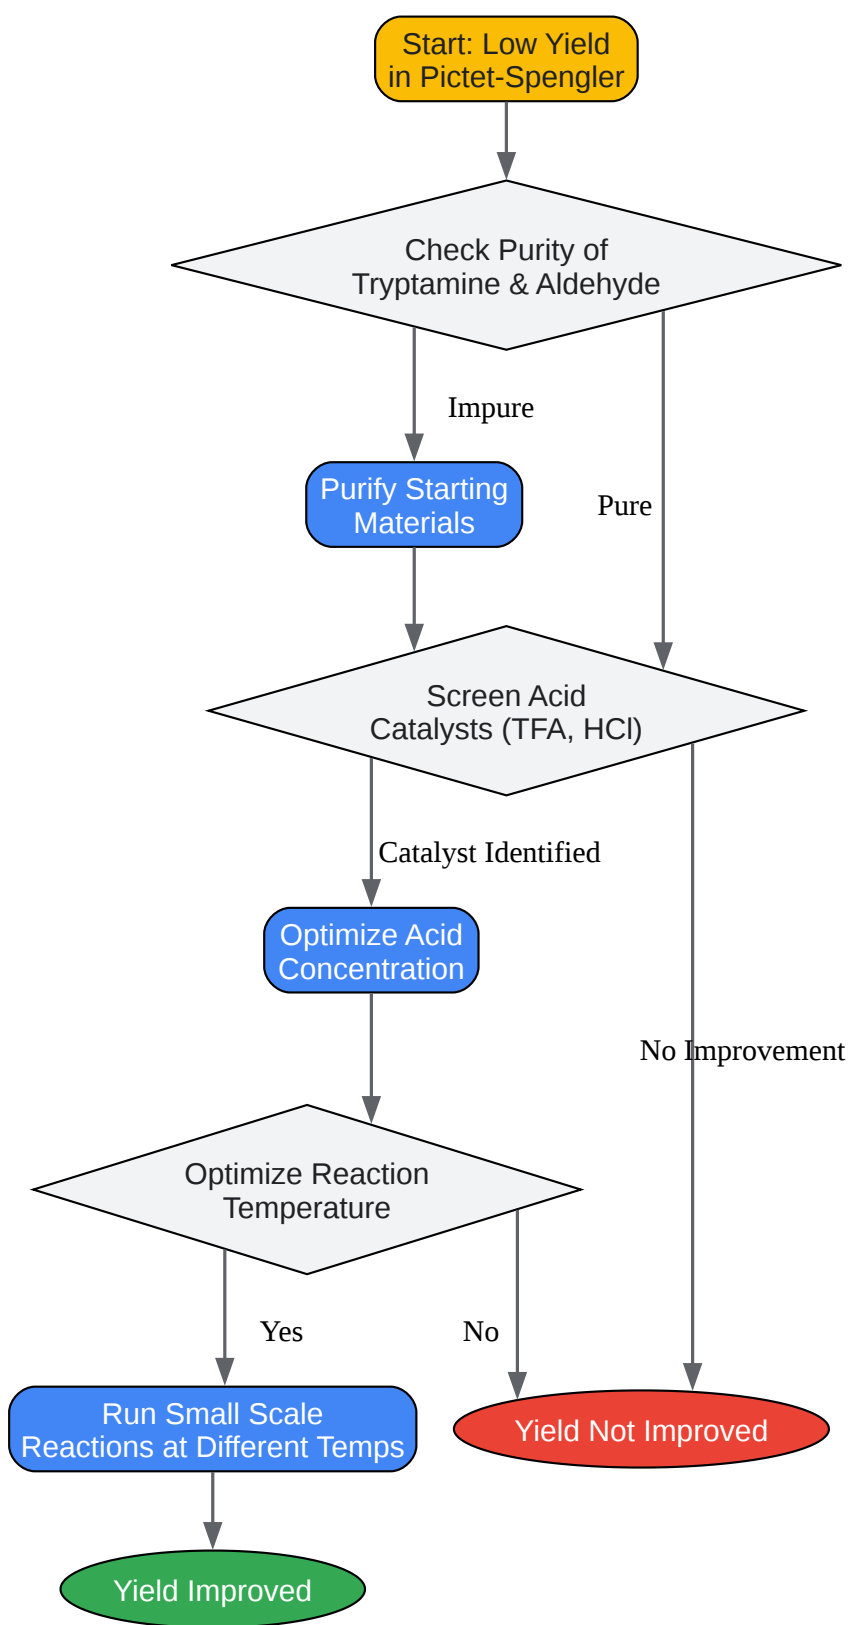 Start: Low Yield
in Pictet-Spengler
Check Purity of
Tryptamine & Aldehyde
Impure
Purify Starting
Materials
Pure
Screen Acid
Catalysts (TFA, HCl)
Catalyst Identified
Optimize Acid
Concentration
No Improvement
Optimize Reaction
Temperature
Yes
No
Run Small Scale
Reactions at Different Temps
Yield Not Improved
Yield Improved